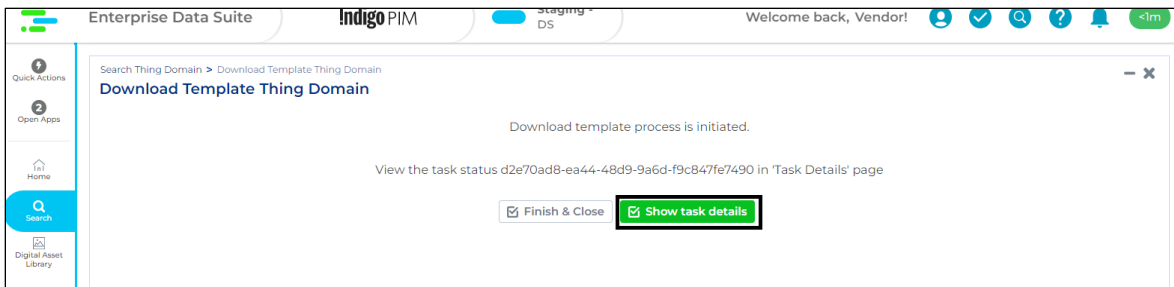 Enterprise Data Suite
!ndigo PIM
Staging -
DS
Welcome back, Vendor!
<1m
Quick Actions
2
Open Apps
Home
Search
Digital Asset
Library
Search Thing Domain > Download Template Thing Domain
Download Template Thing Domain
Download template process is initiated.
View the task status d2e70ad8-ea44-48d9-9a6d-f9c847fe7490 in 'Task Details' page
Finish & Close
Show task details